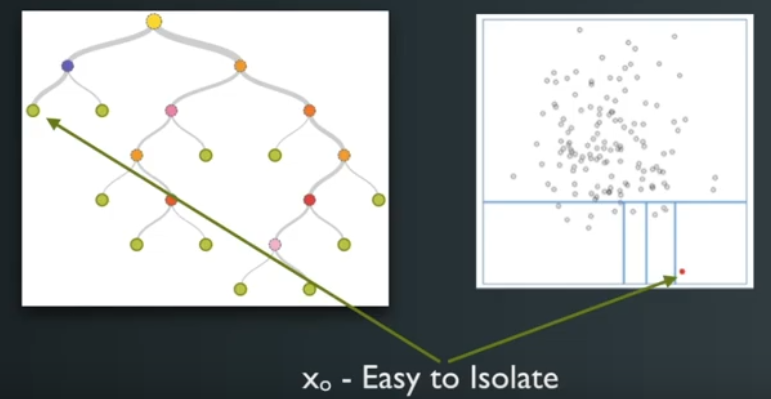 xₒ - Easy to Isolate